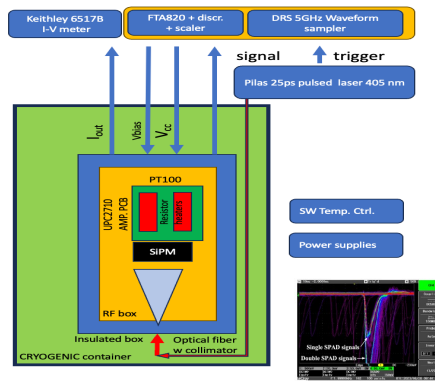 Keithley 6517B
I-V meter
FTA820 + discr.
+ scaler
DRS 5GHz Waveform
sampler
signal
trigger
Pilas 25ps pulsed laser 405 nm
Iout
Vbias
Vcc
PT100
UPC2710
AMP. PCB
Resistor
heaters
SiPM
RF box
Insulated box
Optical fiber
w collimator
CRYOGENIC container
SW Temp. Ctrl.
Power supplies
Single SPAD signals
Double SPAD signals